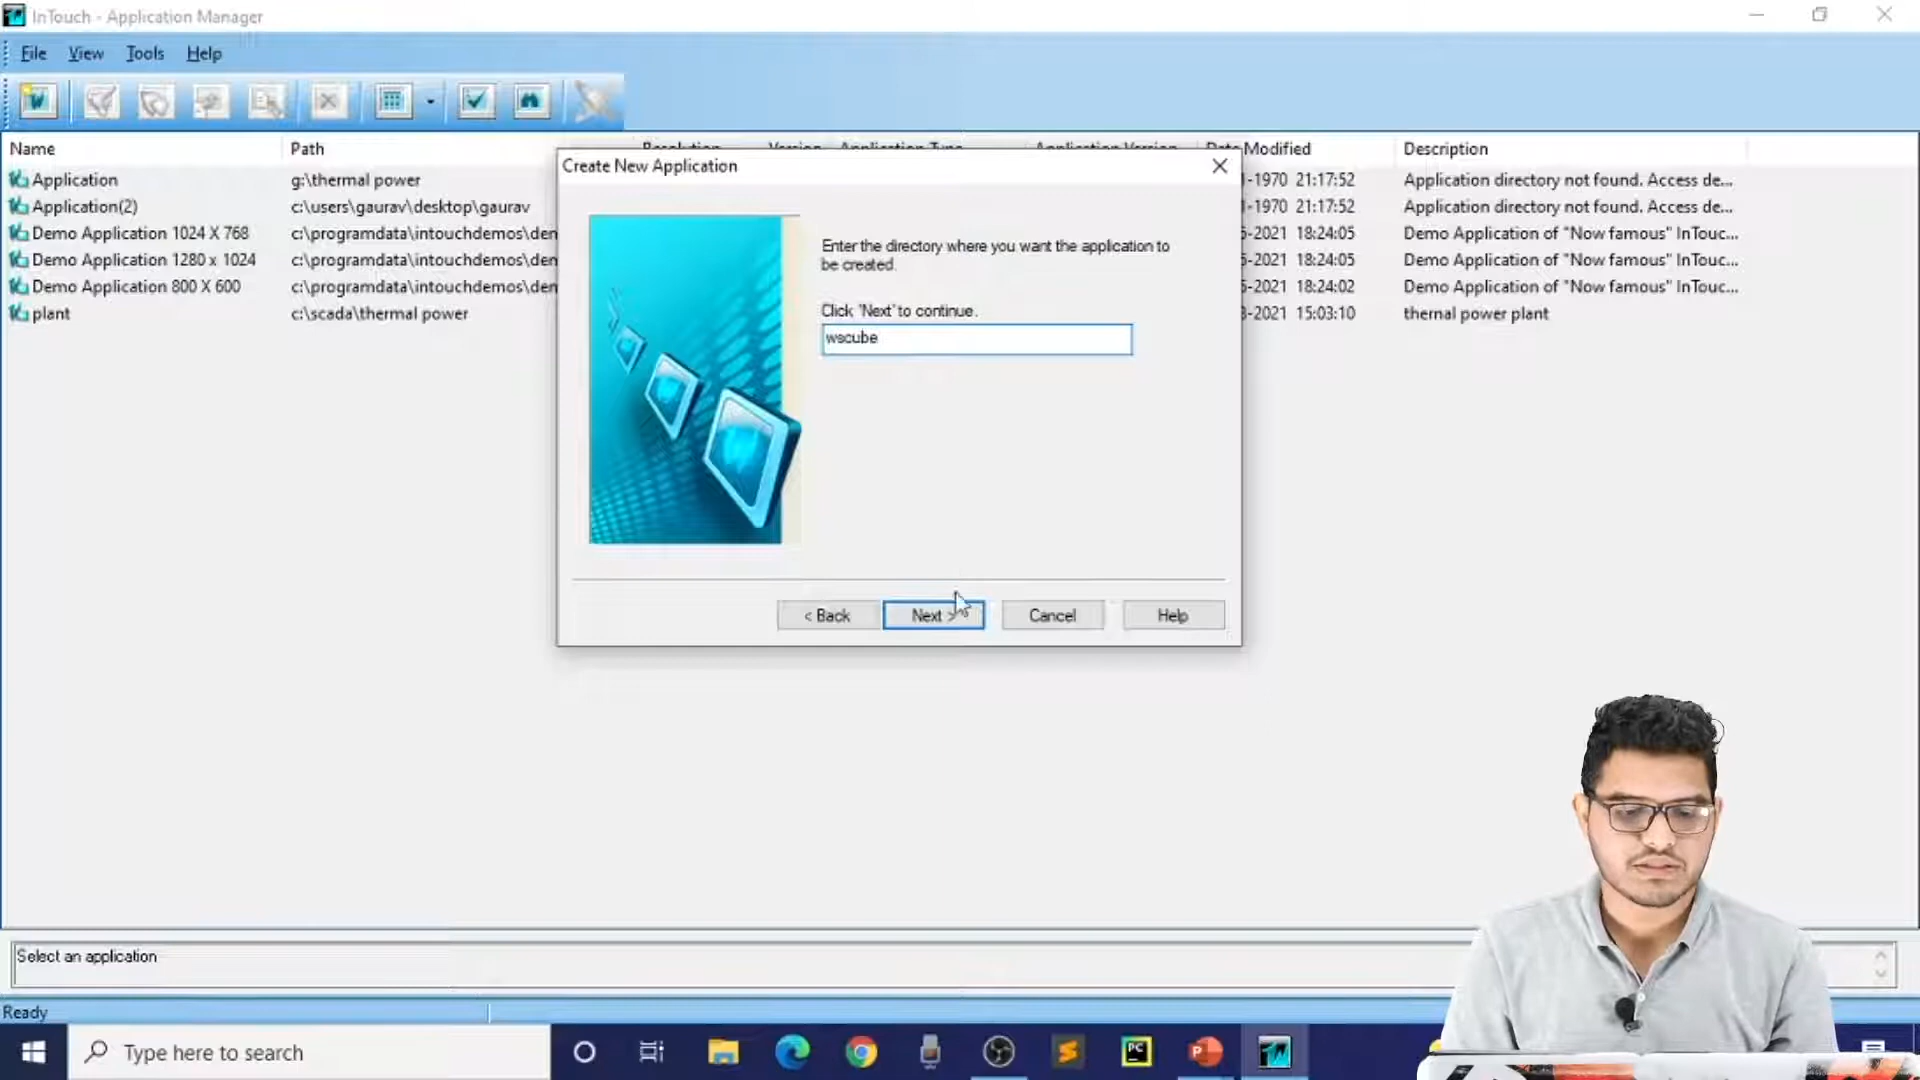 InTouch - Application Manager
File View Tools Help
Name Path Date Modified Description
Application g:\thermal power -1970 21:17:52 Application directory not found. Access de...
Application(2) c:\users\gaurav\desktop\gaurav -1970 21:17:52 Application directory not found. Access de...
Demo Application 1024 X 768 c:\programdata\intouchdemos\den -2021 18:24:05 Demo Application of "Now famous" InTouc...
Demo Application 1280 x 1024 c:\programdata\intouchdemos\den -2021 18:24:05 Demo Application of "Now famous" InTouc...
Demo Application 800 X 600 c:\programdata\intouchdemos\den -2021 18:24:02 Demo Application of "Now famous" InTouc...
plant c:\scada\thermal power -2021 15:03:10 thernal power plant
Create New Application
Enter the directory where you want the application to
be created.
Click 'Next' to continue.
wscube
< Back Next > Cancel Help
Select an application
Ready
Type here to search
PC